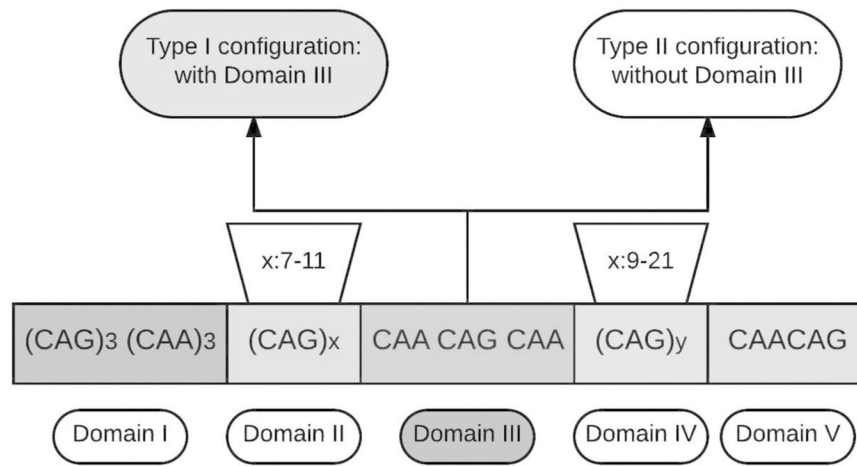 Type I configuration:
with Domain III
Type II configuration:
without Domain III
x:7-11
x:9-21
(CAG)3 (CAA)3
(CAG)x
CAA CAG CAA
(CAG)y
CAACAG
Domain I
Domain II
Domain III
Domain IV
Domain V